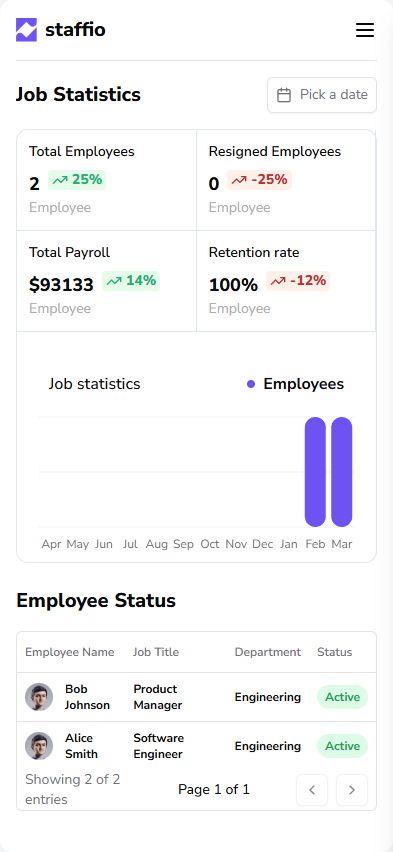 staffio
Job Statistics
Pick a date
Total Employees
2 25%
Employee
Resigned Employees
0 -25%
Employee
Total Payroll
$93133 14%
Employee
Retention rate
100% -12%
Employee
Job statistics
Employees
Apr May Jun Jul Aug Sep Oct Nov Dec Jan Feb Mar
Employee Status
Employee Name Job Title Department Status
Bob
Johnson
Product
Manager
Engineering
Active
Alice
Smith
Software
Engineer
Engineering
Active
Showing 2 of 2
entries
Page 1 of 1